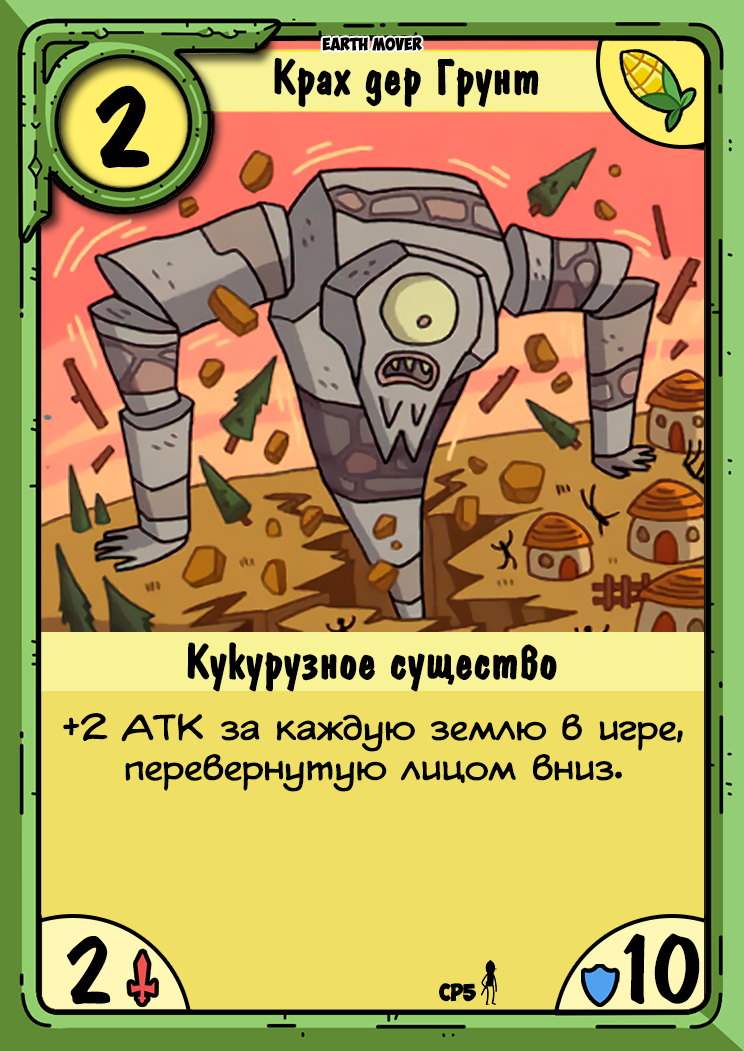 EARTH MOVER
Крах дер Грунт
2
Кукурузное существо
+2 АТК за каждую землю в игре,
перевернутую лицом вниз.
2
CP5
10